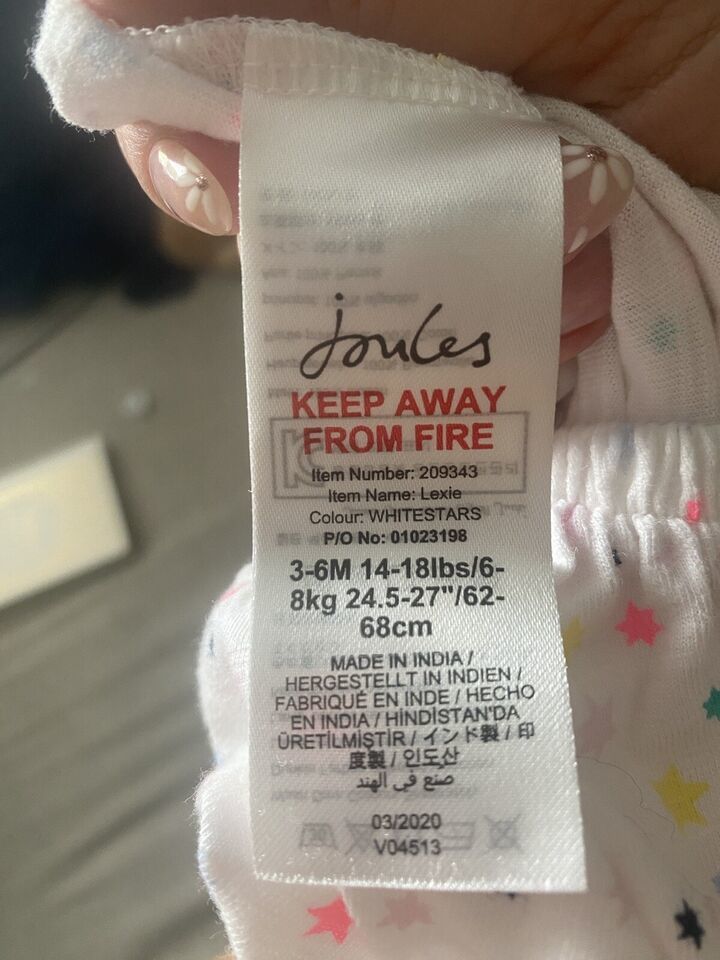 joules
KEEP AWAY
FROM FIRE
Item Number: 209343
Item Name: Lexie
Colour: WHITESTARS
P/O No: 01023198
3-6M 14-18lbs/6-
8kg 24.5-27"/62-
68cm
MADE IN INDIA /
HERGESTELLT IN INDIEN /
FABRIQUÉ EN INDE / HECHO
EN INDIA / HİNDİSTAN'DA
ÜRETİLMİŞTİR / インド製 / 印
度製 / 인도산
صنع في الهند
03/2020
V04513